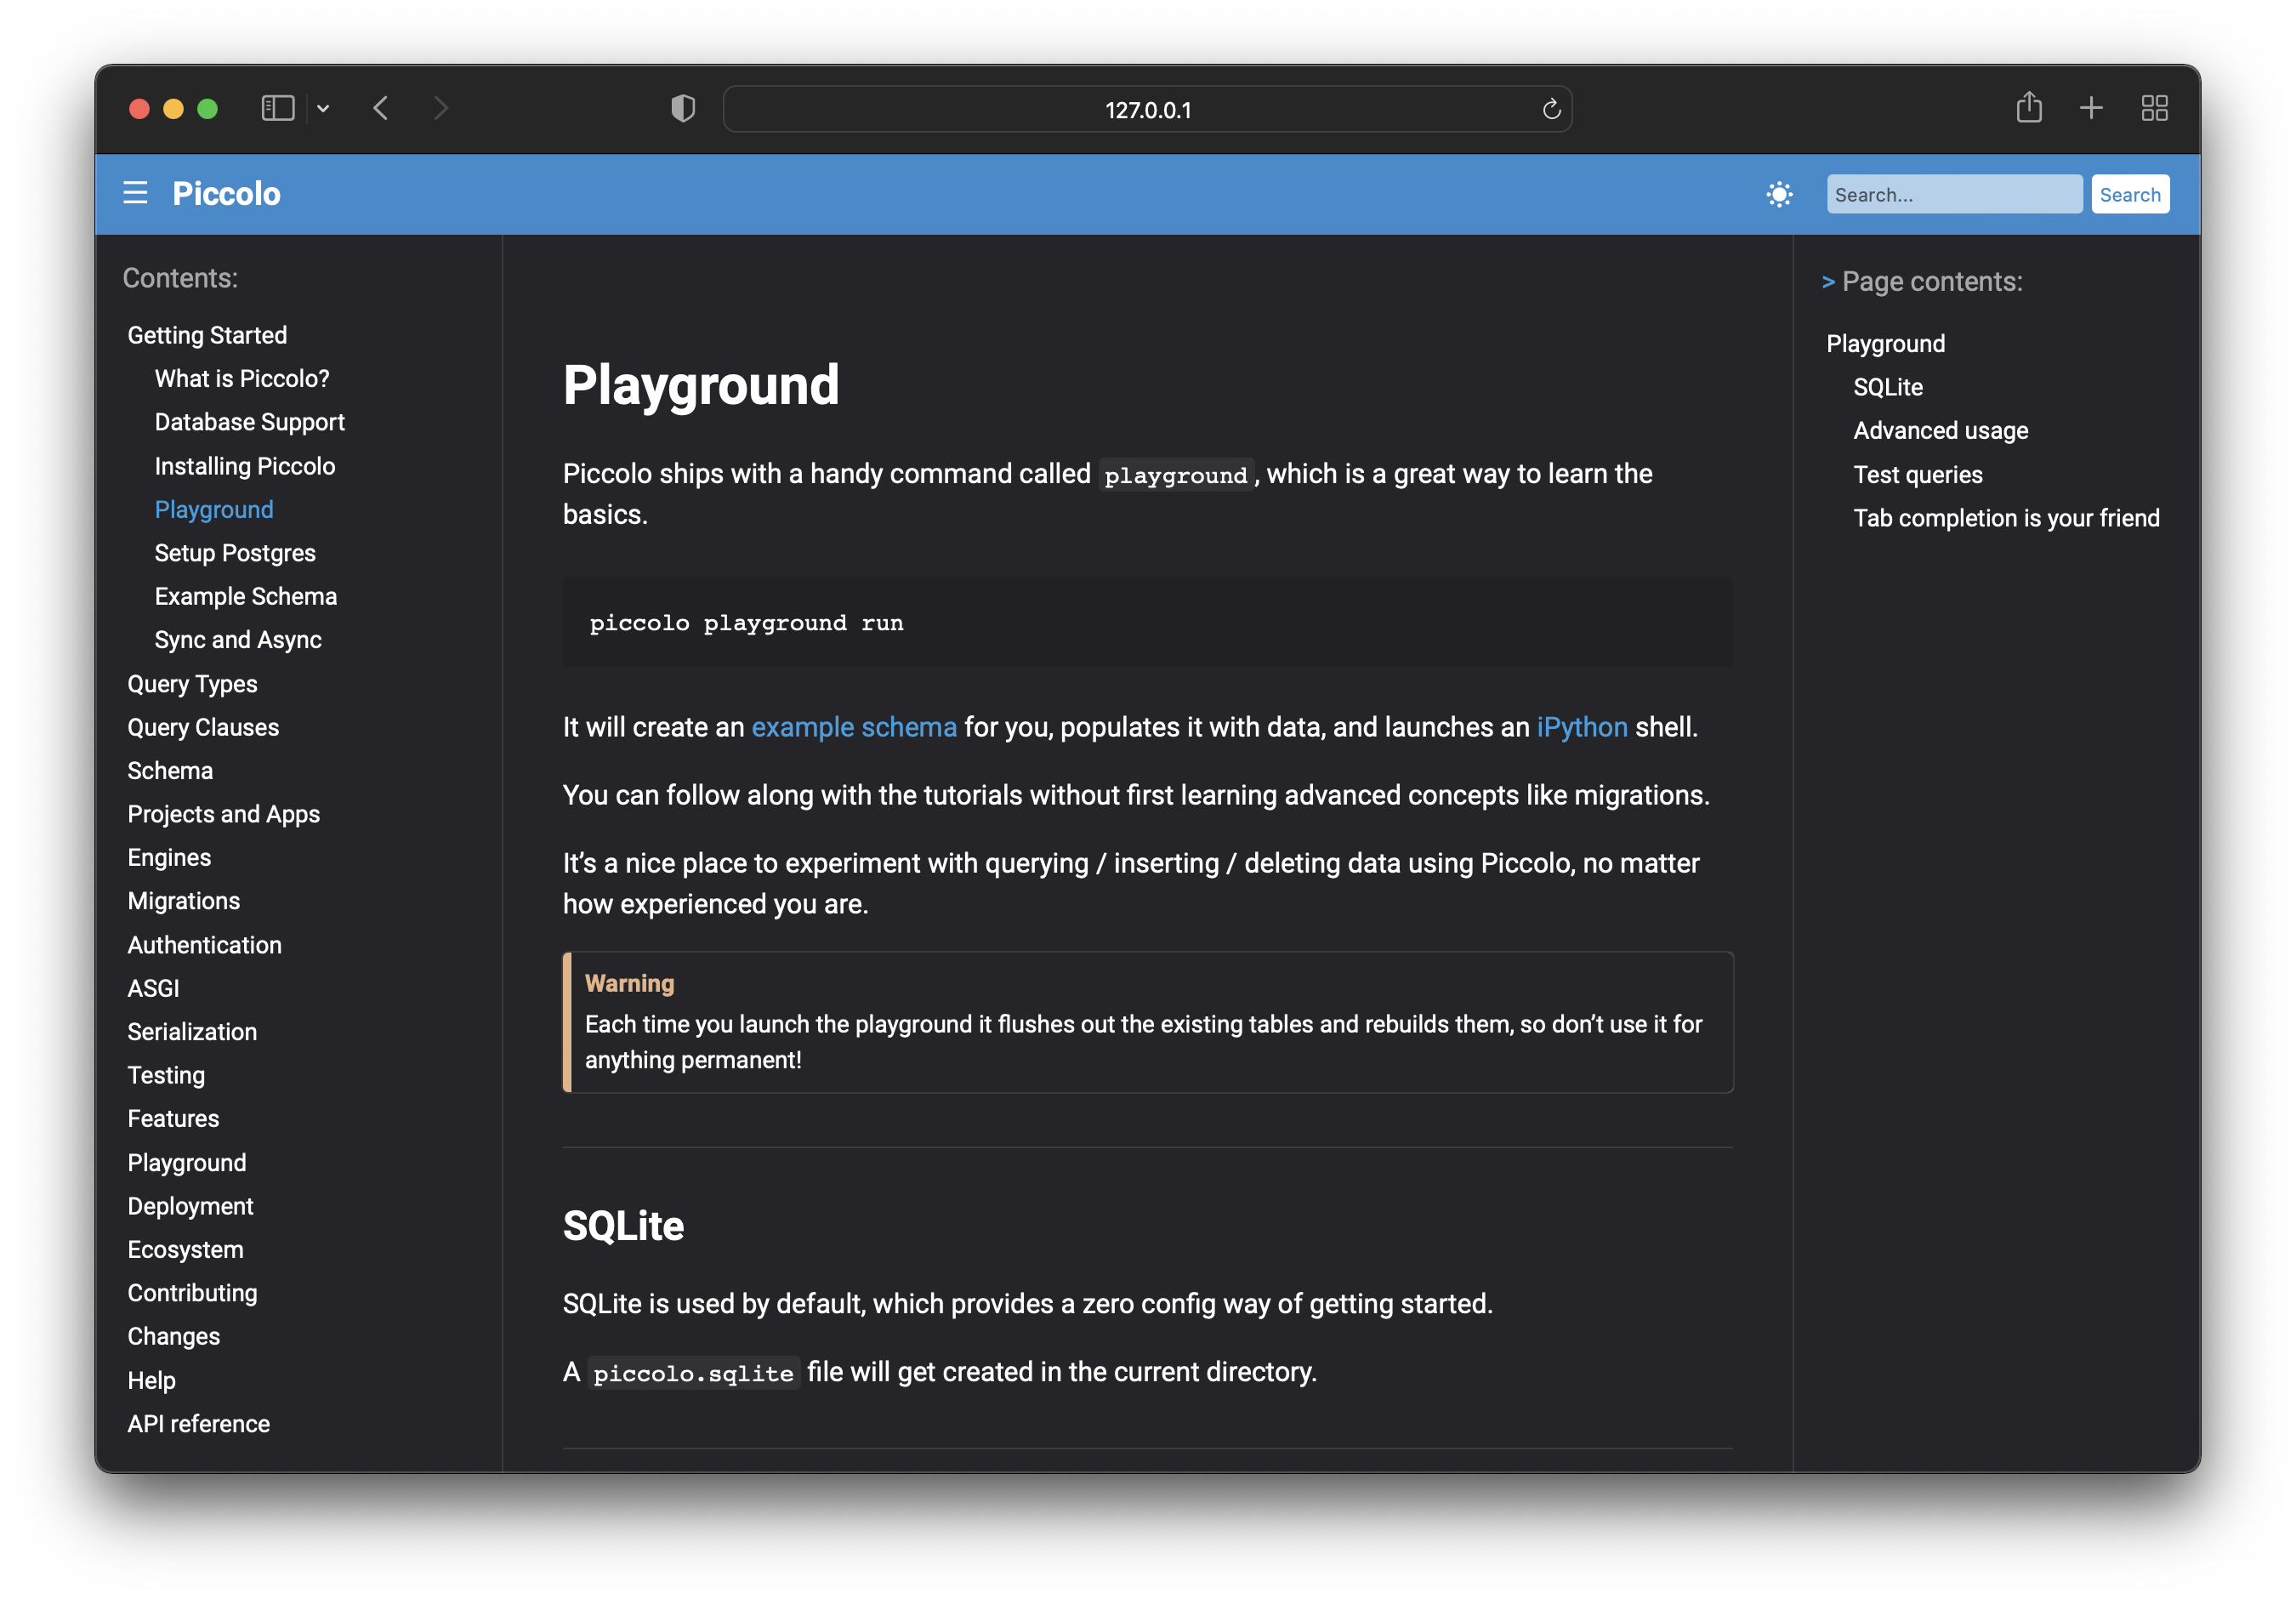 127.0.0.1
Piccolo
Search...
Search
Contents:
Getting Started
What is Piccolo?
Database Support
Installing Piccolo
Playground
Setup Postgres
Example Schema
Sync and Async
Query Types
Query Clauses
Schema
Projects and Apps
Engines
Migrations
Authentication
ASGI
Serialization
Testing
Features
Playground
Deployment
Ecosystem
Contributing
Changes
Help
API reference
Playground
Piccolo ships with a handy command called playground, which is a great way to learn the
basics.
piccolo playground run
It will create an example schema for you, populates it with data, and launches an iPython shell.
You can follow along with the tutorials without first learning advanced concepts like migrations.
It’s a nice place to experiment with querying / inserting / deleting data using Piccolo, no matter
how experienced you are.
Warning
Each time you launch the playground it flushes out the existing tables and rebuilds them, so don’t use it for
anything permanent!
SQLite
SQLite is used by default, which provides a zero config way of getting started.
A piccolo.sqlite file will get created in the current directory.
> Page contents:
Playground
SQLite
Advanced usage
Test queries
Tab completion is your friend